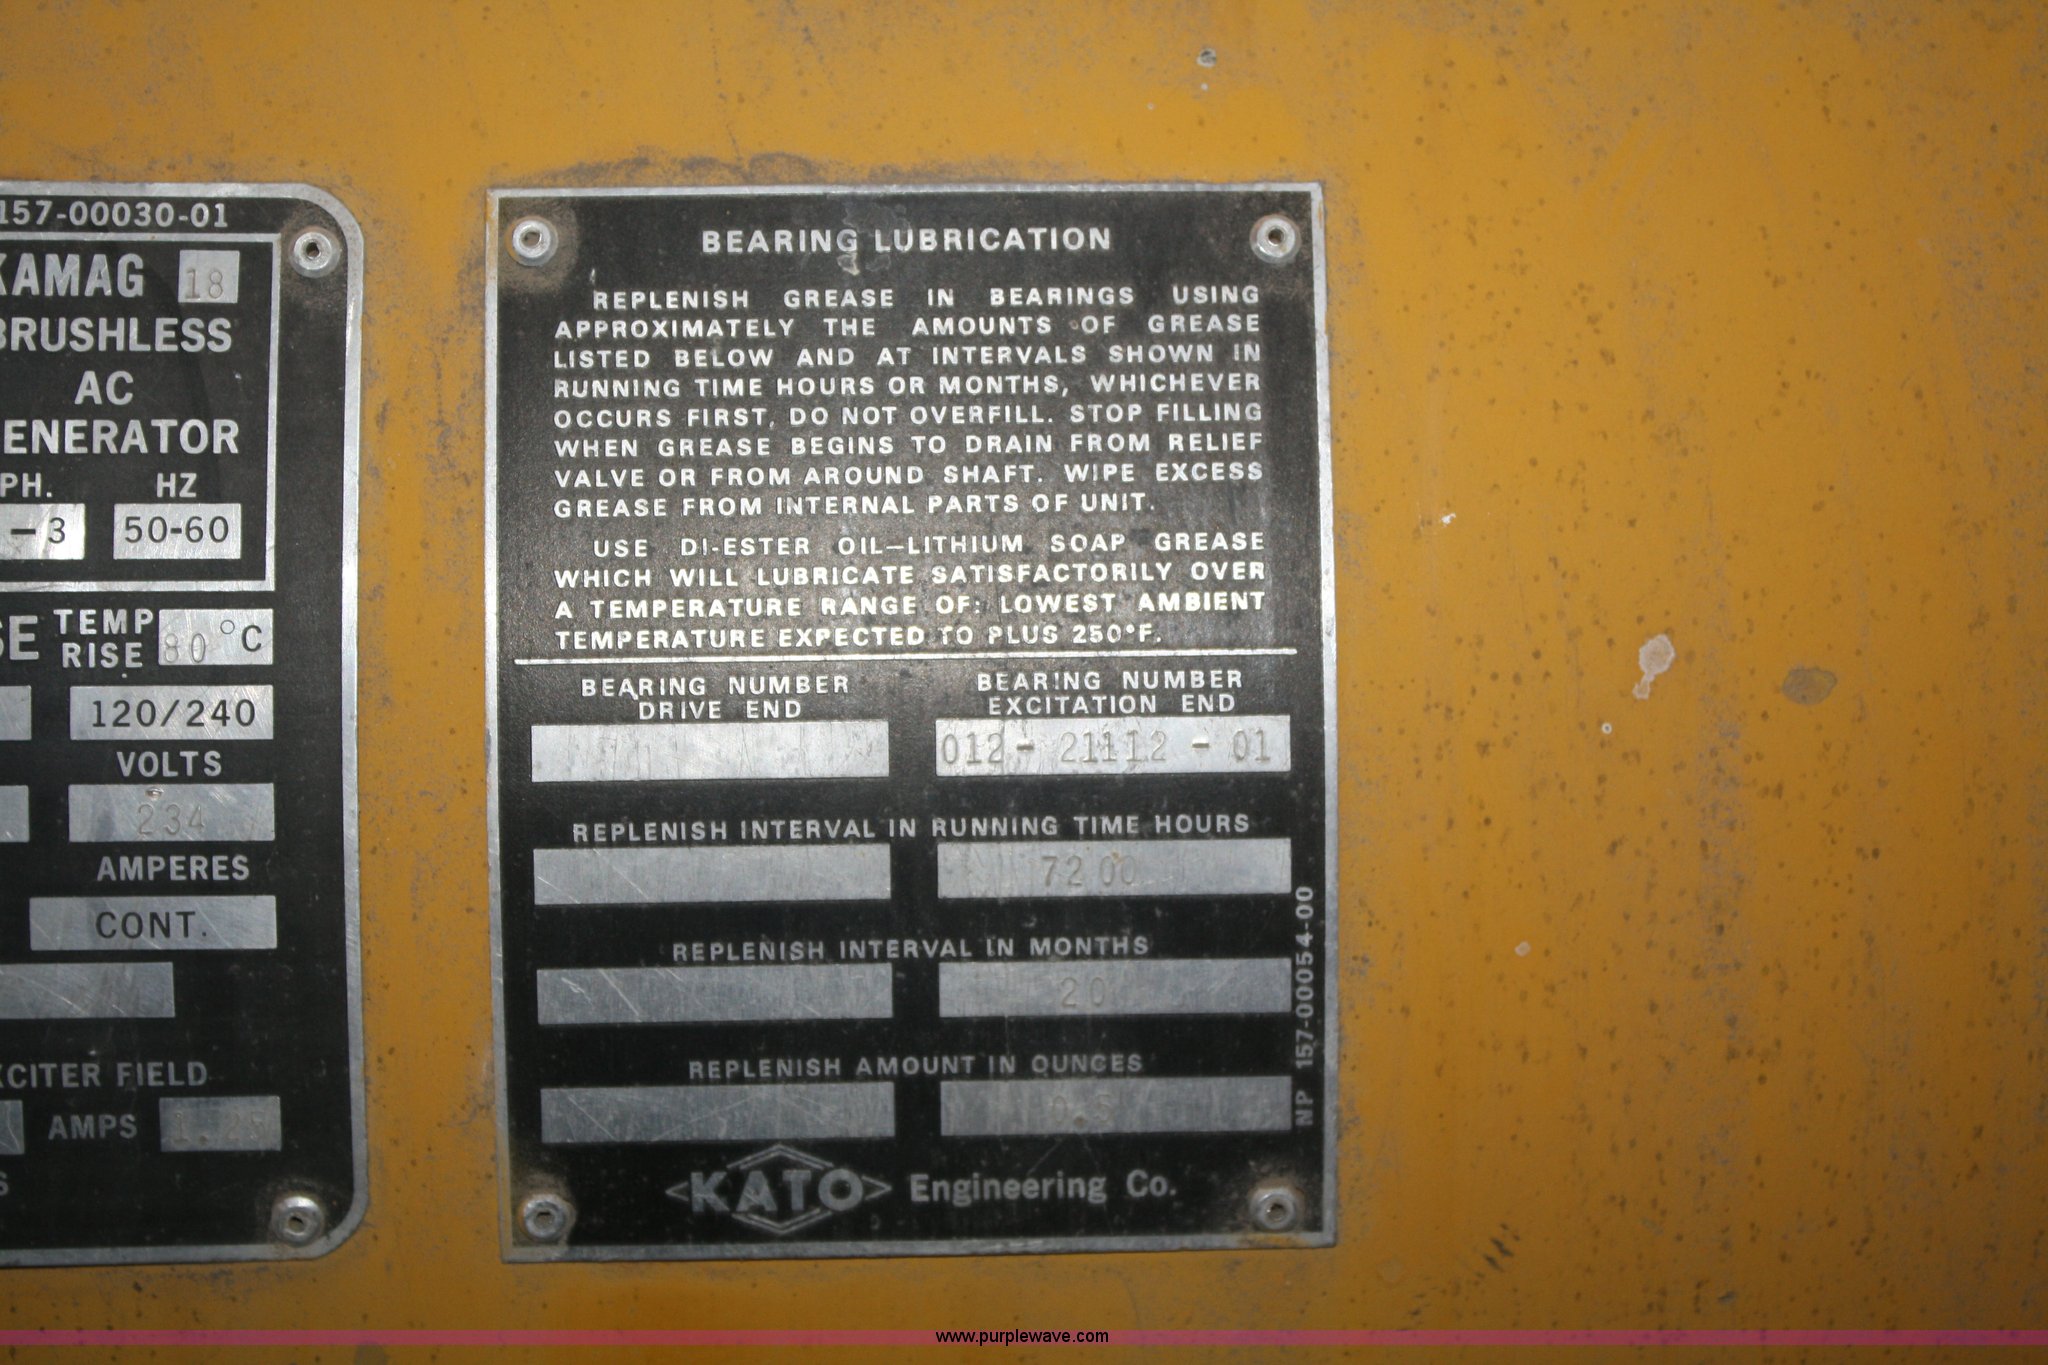 157-00030-01
KAMAG 18
BRUSHLESS
AC
ENERATOR
PH. HZ
-3 50-60
SE TEMP RISE 80°C
120/240
VOLTS
234
AMPERES
CONT.
CITER FIELD
AMPS 1.25
S
BEARING LUBRICATION
REPLENISH GREASE IN BEARINGS USING
APPROXIMATELY THE AMOUNTS OF GREASE
LISTED BELOW AND AT INTERVALS SHOWN IN
RUNNING TIME HOURS OR MONTHS, WHICHEVER
OCCURS FIRST, DO NOT OVERFILL. STOP FILLING
WHEN GREASE BEGINS TO DRAIN FROM RELIEF
VALVE OR FROM AROUND SHAFT. WIPE EXCESS
GREASE FROM INTERNAL PARTS OF UNIT.
USE DI-ESTER OIL—LITHIUM SOAP GREASE
WHICH WILL LUBRICATE SATISFACTORILY OVER
A TEMPERATURE RANGE OF: LOWEST AMBIENT
TEMPERATURE EXPECTED TO PLUS 250°F.
BEARING NUMBER
DRIVE END
BEARING NUMBER
EXCITATION END
012- 21112 - 01
REPLENISH INTERVAL IN RUNNING TIME HOURS
7200
REPLENISH INTERVAL IN MONTHS
20
REPLENISH AMOUNT IN OUNCES
0.5
NP 157-00054-00
KATO Engineering Co.
www.purplewave.com